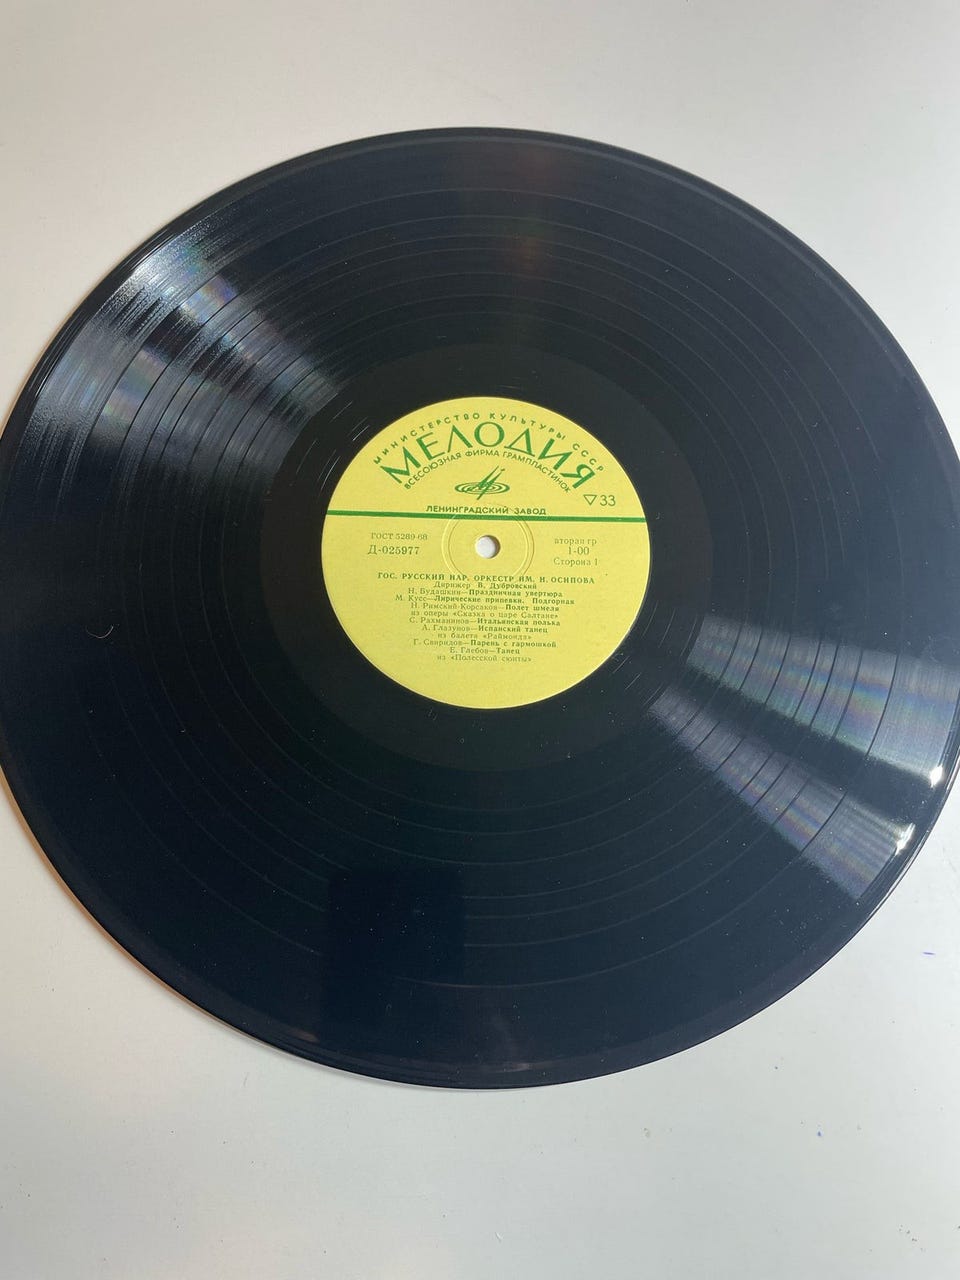 МИНИСТЕРСТВО КУЛЬТУРЫ СССР
МЕЛОДИЯ
ВСЕСОЮЗНАЯ ФИРМА ГРАМПЛАСТИНОК
▽33
ЛЕНИНГРАДСКИЙ ЗАВОД
ГОСТ 5289-68
Д-025977
вторая гр
1-00
Сторона 1
ГОС. РУССКИЙ НАР. ОРКЕСТР ИМ. Н. ОСИПОВА
Дирижер В. Дубровский
Н. Будашкин—Праздничная увертюра
М. Кусс—Лирические припевки. Подгорная
Н. Римский-Корсаков—Полет шмеля
из оперы «Сказка о царе Салтане»
С. Рахманинов—Итальянская полька
А. Глазунов—Испанский танец
из балета «Раймонда»
Г. Свиридов—Парень с гармошкой
Е. Глебов—Танец
из «Полесской сюиты»